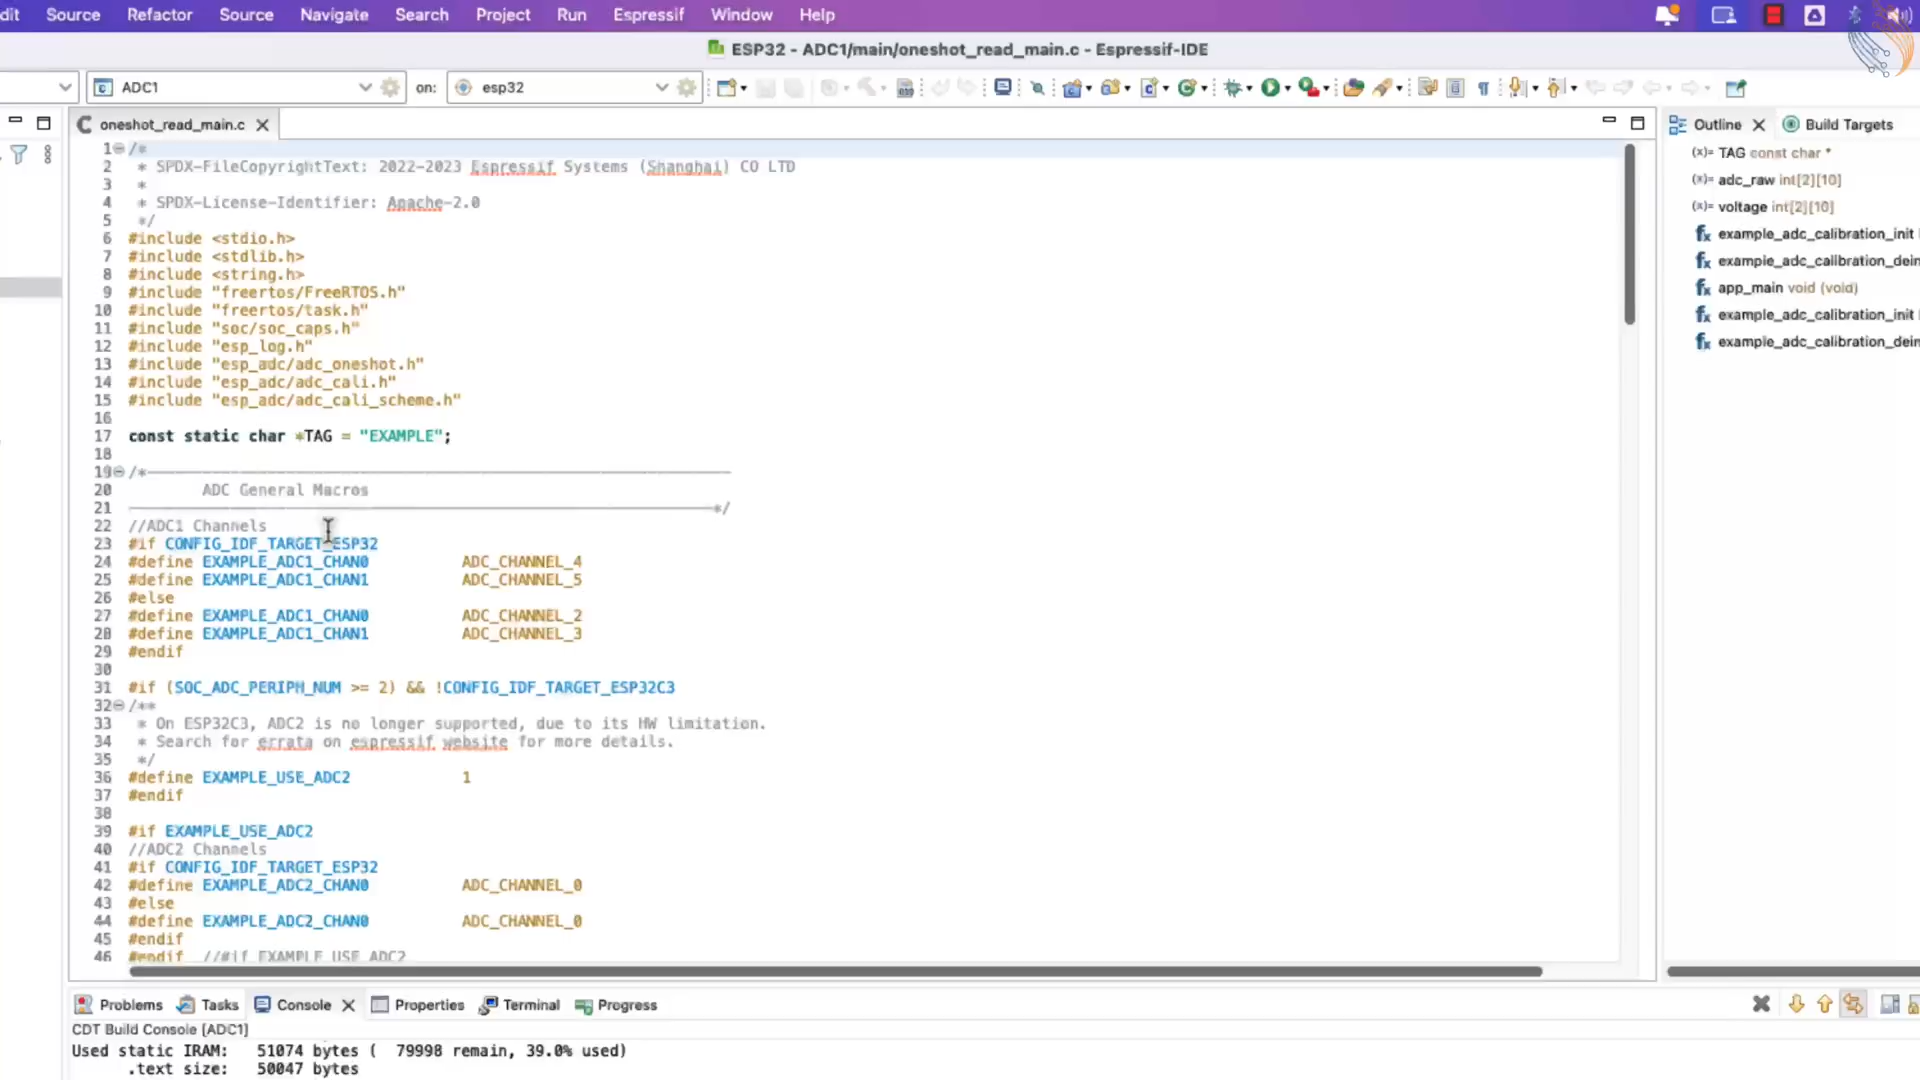 dit Source Refactor Source Navigate Search Project Run Espressif Window Help
ESP32 - ADC1/main/oneshot_read_main.c - Espressif-IDE
ADC1 on: esp32
oneshot_read_main.c
1 /*
2 * SPDX-FileCopyrightText: 2022-2023 Espressif Systems (Shanghai) CO LTD
3 *
4 * SPDX-License-Identifier: Apache-2.0
5 */
6 #include <stdio.h>
7 #include <stdlib.h>
8 #include <string.h>
9 #include "freertos/FreeRTOS.h"
10 #include "freertos/task.h"
11 #include "soc/soc_caps.h"
12 #include "esp_log.h"
13 #include "esp_adc/adc_oneshot.h"
14 #include "esp_adc/adc_cali.h"
15 #include "esp_adc/adc_cali_scheme.h"
16
17 const static char *TAG = "EXAMPLE";
18
19 /*---------------------------------------------------------------
20 ADC General Macros
21 ---------------------------------------------------------------*/
22 //ADC1 Channels
23 #if CONFIG_IDF_TARGET_ESP32
24 #define EXAMPLE_ADC1_CHAN0 ADC_CHANNEL_4
25 #define EXAMPLE_ADC1_CHAN1 ADC_CHANNEL_5
26 #else
27 #define EXAMPLE_ADC1_CHAN0 ADC_CHANNEL_2
28 #define EXAMPLE_ADC1_CHAN1 ADC_CHANNEL_3
29 #endif
30
31 #if (SOC_ADC_PERIPH_NUM >= 2) && !CONFIG_IDF_TARGET_ESP32C3
32 /**
33 * On ESP32C3, ADC2 is no longer supported, due to its HW limitation.
34 * Search for errata on espressif website for more details.
35 */
36 #define EXAMPLE_USE_ADC2 1
37 #endif
38
39 #if EXAMPLE_USE_ADC2
40 //ADC2 Channels
41 #if CONFIG_IDF_TARGET_ESP32
42 #define EXAMPLE_ADC2_CHAN0 ADC_CHANNEL_0
43 #else
44 #define EXAMPLE_ADC2_CHAN0 ADC_CHANNEL_0
45 #endif
46 #endif //#if EXAMPLE_USE_ADC2
Outline Build Targets
(x)= TAG const char *
(x)= adc_raw int[2][10]
(x)= voltage int[2][10]
example_adc_calibration_init
example_adc_calibration_dein
app_main void (void)
example_adc_calibration_init
example_adc_calibration_dein
Problems Tasks Console Properties Terminal Progress
CDT Build Console [ADC1]
Used static IRAM: 51074 bytes ( 79998 remain, 39.0% used)
.text size: 50047 bytes